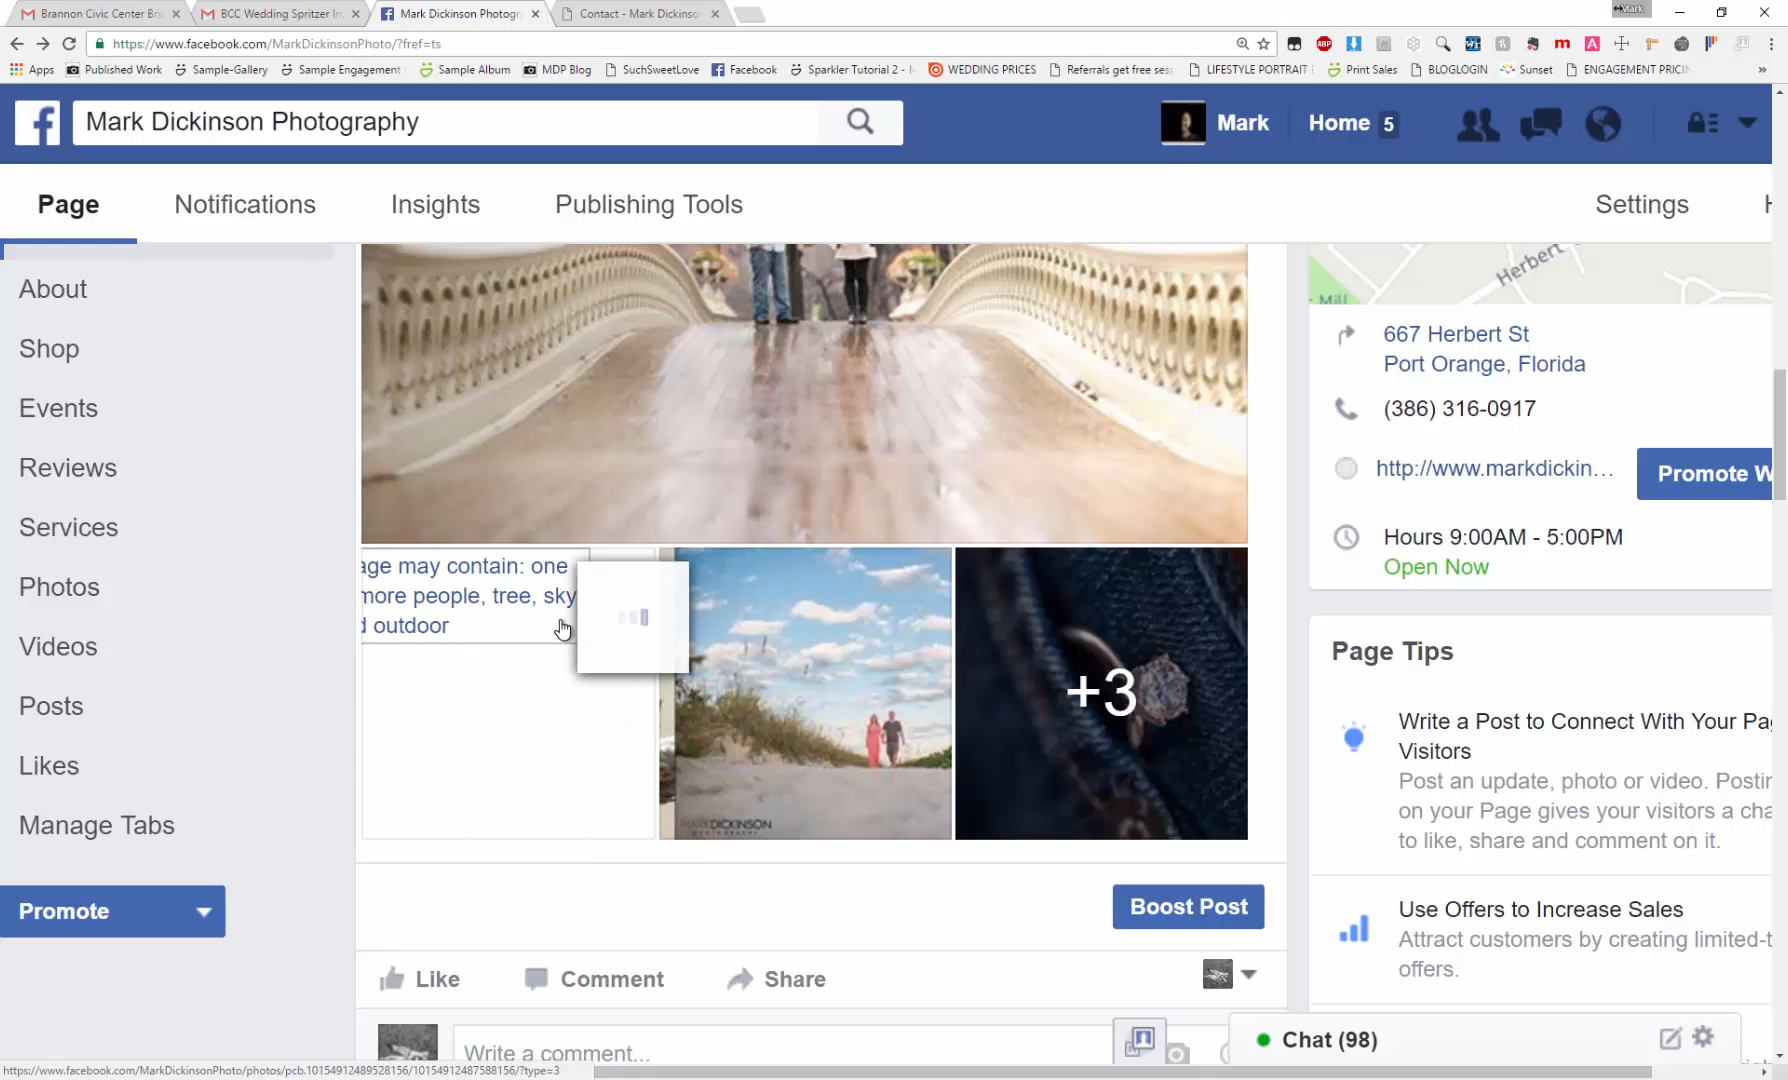 Brannon Civic Center Bri
BCC Wedding Spritzer In
Mark Dickinson Photogra
Contact - Mark Dickinso
Mark
https://www.facebook.com/MarkDickinsonPhoto/?fref=ts
Apps
Published Work
Sample-Gallery
Sample Engagement
Sample Album
MDP Blog
SuchSweetLove
Facebook
Sparkler Tutorial 2 -
WEDDING PRICES
Referrals get free ses
LIFESTYLE PORTRAIT
Print Sales
BLOGLOGIN
Sunset
ENGAGEMENT PRICIN
Mark Dickinson Photography
Mark
Home 5
Page
Notifications
Insights
Publishing Tools
Settings
H
About
Shop
Events
Reviews
Services
Photos
Videos
Posts
Likes
Manage Tabs
Promote
age may contain: one
more people, tree, sky
d outdoor
MARKDICKINSON
PHOTOGRAPHY
+3
Boost Post
Like
Comment
Share
Write a comment...
Herbert
Mill
667 Herbert St
Port Orange, Florida
(386) 316-0917
http://www.markdickin...
Promote W
Hours 9:00AM - 5:00PM
Open Now
Page Tips
Write a Post to Connect With Your Pa
Visitors
Post an update, photo or video. Postin
on your Page gives your visitors a cha
to like, share and comment on it.
Use Offers to Increase Sales
Attract customers by creating limited-t
offers.
Chat (98)
https://www.facebook.com/MarkDickinsonPhoto/photos/pcb.10154912489528156/10154912487588156/?type=3